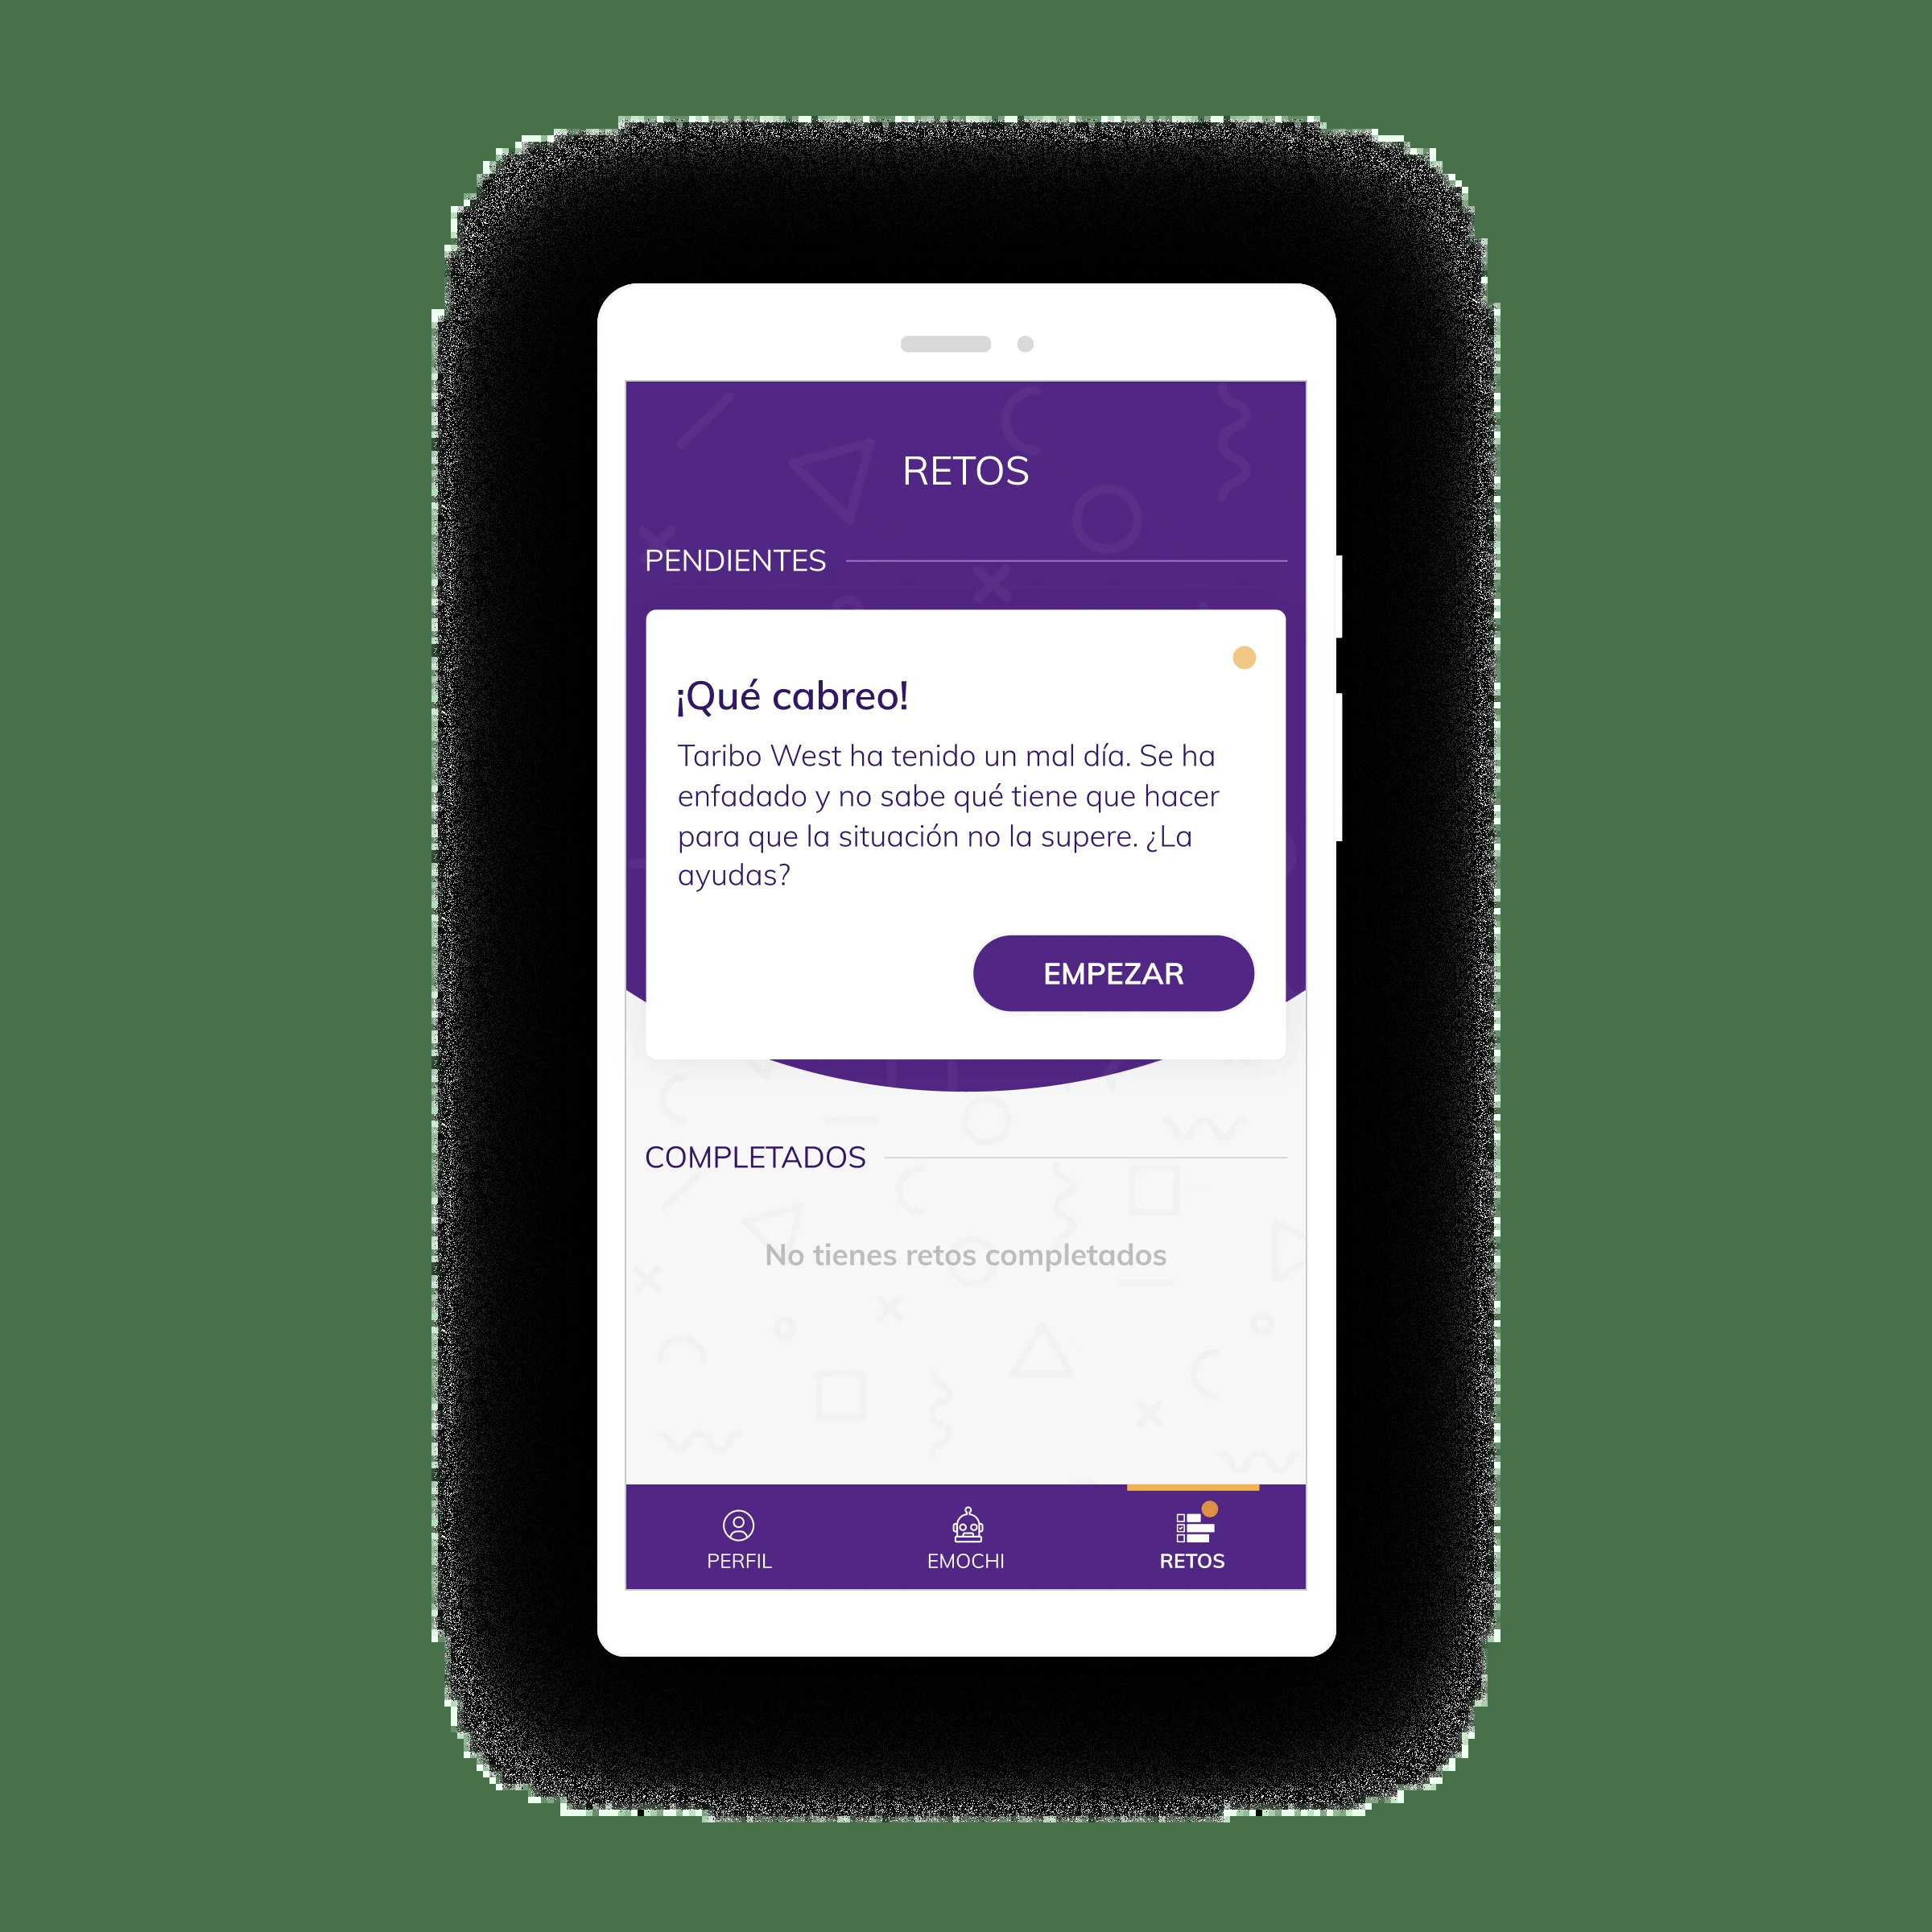 RETOS
PENDIENTES
¡Qué cabreo!
Taribo West ha tenido un mal día. Se ha
enfadado y no sabe qué tiene que hacer
para que la situación no la supere. ¿La
ayudas?
EMPEZAR
COMPLETADOS
No tienes retos completados
PERFIL
EMOCHI
RETOS